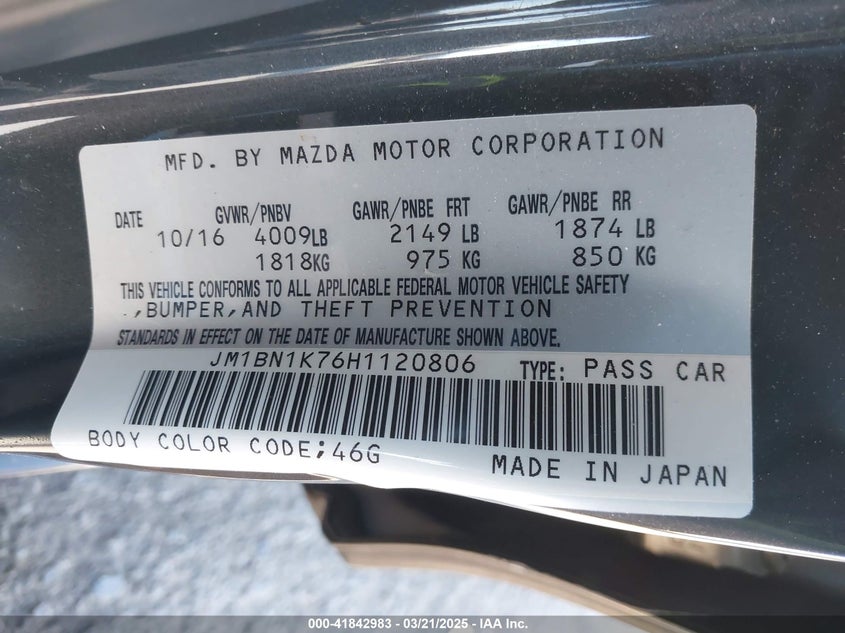 MFD. BY MAZDA MOTOR CORPORATION
DATE GVWR/PNBV GAWR/PNBE FRT GAWR/PNBE RR
10/16 4009LB 2149 LB 1874 LB
1818KG 975 KG 850 KG
THIS VEHICLE CONFORMS TO ALL APPLICABLE FEDERAL MOTOR VEHICLE SAFETY
,BUMPER,AND THEFT PREVENTION
STANDARDS IN EFFECT ON THE DATE OF MANUFACTURE SHOWN ABOVE.
JM1BN1K76H1120806 TYPE: PASS CAR
BODY COLOR CODE;46G
MADE IN JAPAN
000-41842983 / 03/21/2025 - IAA Inc.